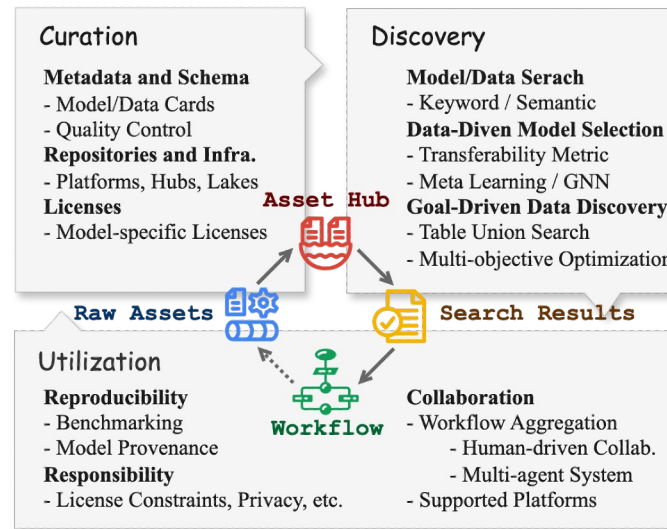 Curation
Metadata and Schema
- Model/Data Cards
- Quality Control
Repositories and Infra.
- Platforms, Hubs, Lakes
Licenses
- Model-specific Licenses
Discovery
Model/Data Serach
- Keyword / Semantic
Data-Diven Model Selection
- Transferability Metric
- Meta Learning / GNN
Goal-Driven Data Discovery
- Table Union Search
- Multi-objective Optimization
Asset Hub
Raw Assets
Search Results
Workflow
Utilization
Reproducibility
- Benchmarking
- Model Provenance
Responsibility
- License Constraints, Privacy, etc.
Collaboration
- Workflow Aggregation
- Human-driven Collab.
- Multi-agent System
- Supported Platforms